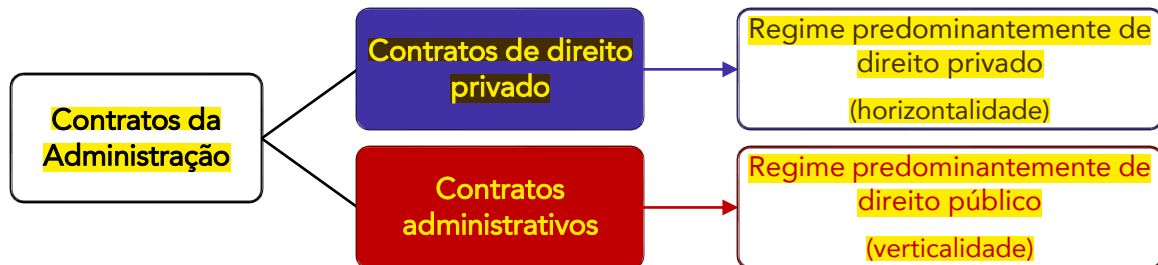 Contratos da
Administração
Contratos de direito
privado
Regime predominantemente de
direito privado
(horizontalidade)
Contratos
administrativos
Regime predominantemente de
direito público
(verticalidade)